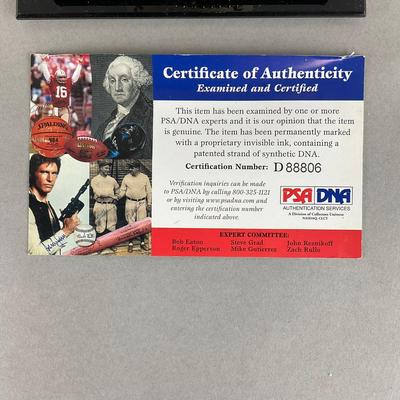 Certificate of Authenticity
Examined and Certified
This item has been examined by one or more
PSA/DNA experts and it is our opinion that the item
is genuine. The item has been permanently marked
with a proprietary invisible ink, containing a
patented strand of synthetic DNA.
Certification Number: D88806
Verification inquiries can be made
to PSA/DNA by calling 800-325-1121
or by visiting www.psadna.com and
entering the certification number
indicated above.
PSA DNA
AUTHENTICATION SERVICES
A Division of Collectors Universe
NASDAQ: CLCT
EXPERT COMMITTEE:
Bob Eaton Steve Grad John Reznikoff
Roger Epperson Mike Gutierrez Zach Rullo
16
SPALDING